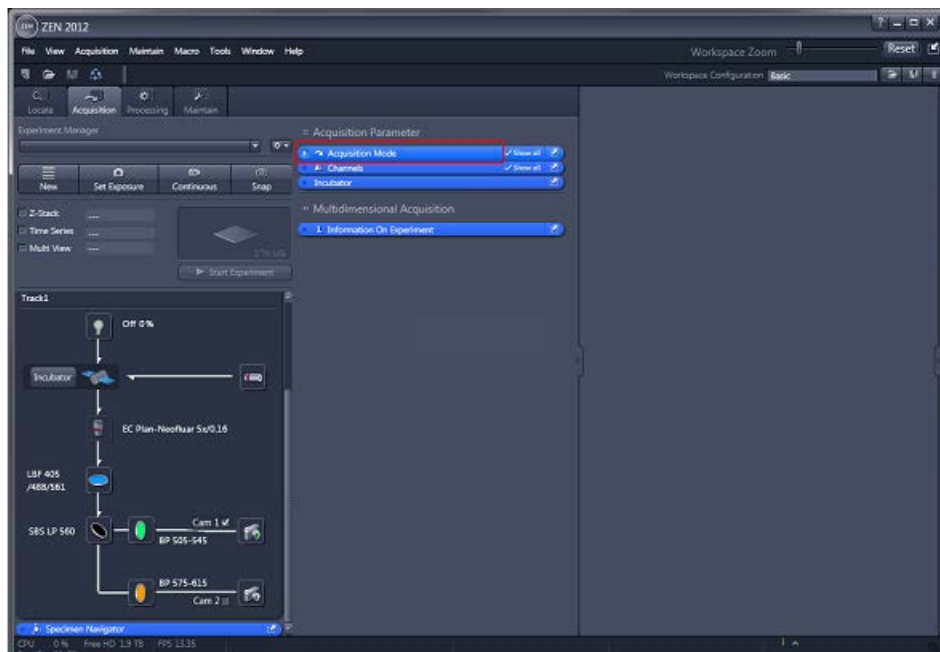 ZEN 2012
File View Acquisition Maintain Macro Tools Window Help
Workspace Zoom Reset
Workspace Configuration Basic
Locate Acquisition Processing Maintain
Experiment Manager
New Set Exposure Continuous Snap
Z-Stack ---
Time Series ---
Multi View ---
Start Experiment
Acquisition Parameter
Acquisition Mode Show all
Channels Show all
Incubator
Multidimensional Acquisition
Information On Experiment
Track1
Off 0 %
Incubator
EC Plan-Neofluar 5x/0.16
LBF 405
/488/561
SBS LP 560
Cam 1
BP 505-545
BP 575-615
Cam 2
Specimen Navigator
CPU 0 % Free HD 1.9 TB FPS 13.35